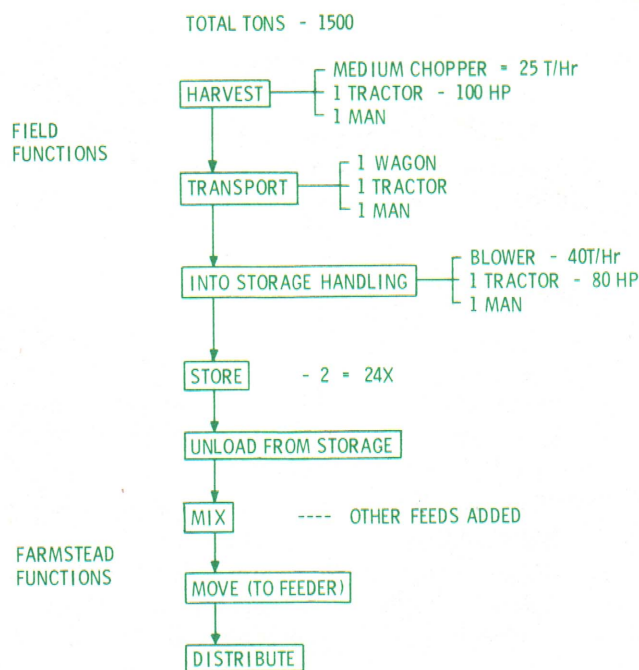 TOTAL TONS - 1500
MEDIUM CHOPPER = 25 T/Hr
HARVEST
1 TRACTOR - 100 HP
1 MAN
FIELD
FUNCTIONS
1 WAGON
TRANSPORT
1 TRACTOR
1 MAN
BLOWER - 40T/Hr
INTO STORAGE HANDLING
1 TRACTOR - 80 HP
1 MAN
STORE - 2 = 24X
UNLOAD FROM STORAGE
MIX ---- OTHER FEEDS ADDED
FARMSTEAD
FUNCTIONS
MOVE (TO FEEDER)
DISTRIBUTE